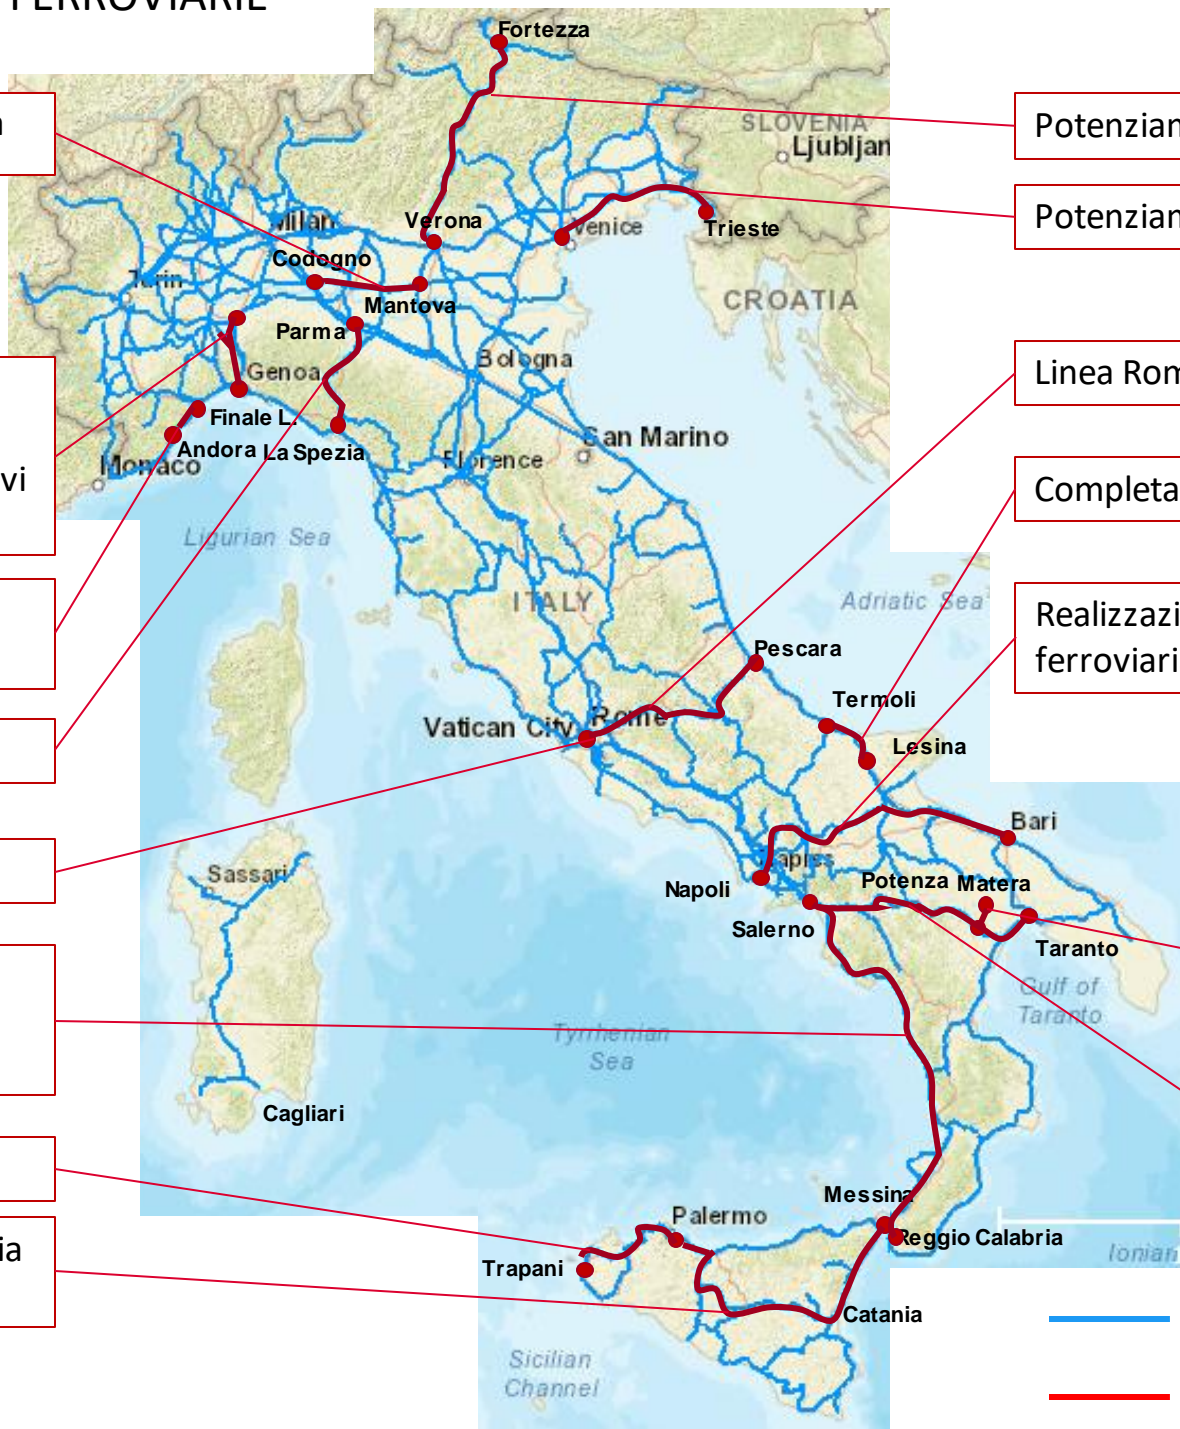 FERROVIARIE
Fortezza
Potenziam
SLOVENIA
Ljubljan
Potenziam
Milan
Verona
Venice
Trieste
Codogno
Turin
Mantova
CROATIA
Parma
Bologna
Genoa
Linea Rom
Finale L.
San Marino
Andora
La Spezia
Florence
Monaco
vi
Completa
Ligurian Sea
ITALY
Adriatic Sea
Realizzazi
ferroviari
Pescara
Termoli
Vatican City
Rome
Lesina
Bari
Sassari
Napoli
Potenza
Matera
Salerno
Taranto
Gulf of
Taranto
Tyrrhenian
Sea
Cagliari
Messina
Palermo
Reggio Calabria
ia
Ionian
Trapani
Catania
Sicilian
Channel